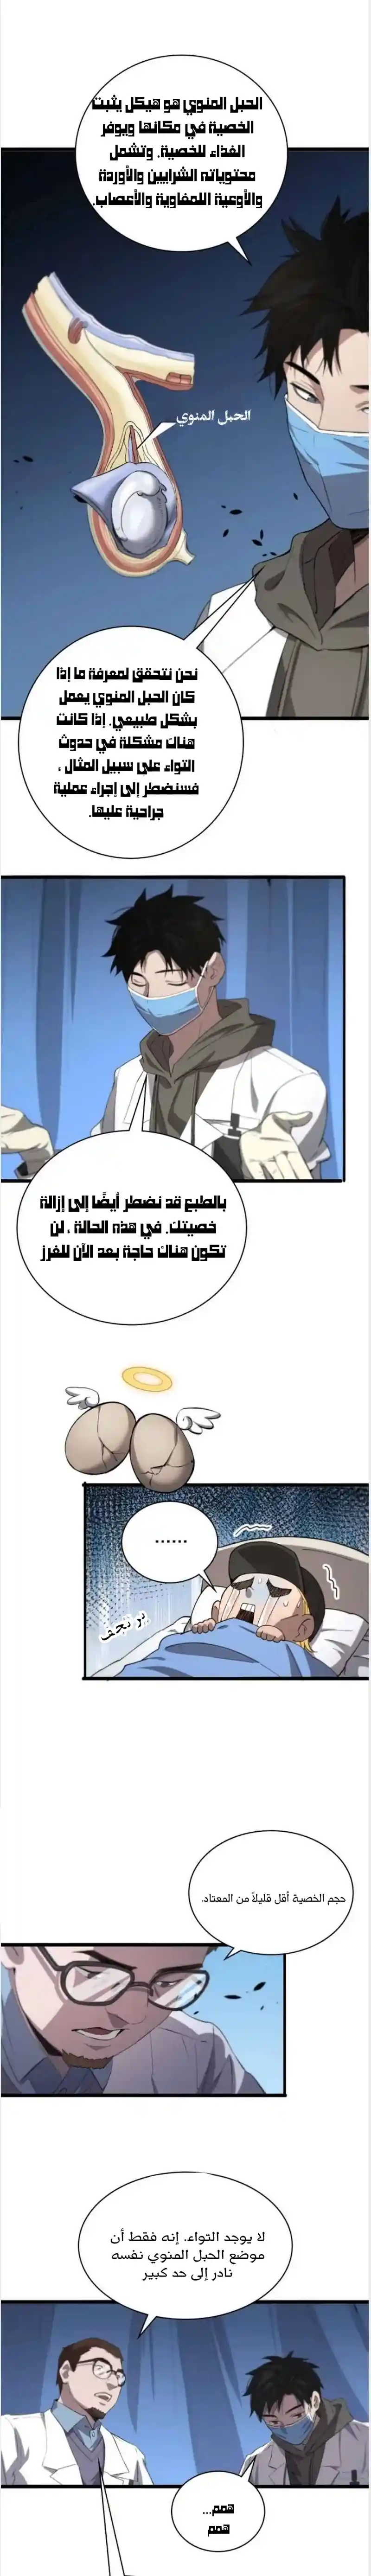 الحبل المنوي هو هيكل يثبت
الخصية في مكانها ويوفر
الغذاء للخصية. وتشمل
محتوياته الشرايين والأوردة
والأوعية اللمفاوية والأعصاب.
الحبل المنوي
نحن نتحقق لمعرفة ما إذا
كان الحبل المنوي يعمل
بشكل طبيعي. إذا كانت
هناك مشكلة في حدوث
التواء على سبيل المثال ،
فسنضطر إلى إجراء عملية
جراحية عليها.
بالطبع قد نضطر أيضًا إلى إزالة
خصيتك. في هذه الحالة ، لن
تكون هناك حاجة بعد الآن للغرز
......
يرتجف
حجم الخصية أقل قليلاً من المعتاد.
لا يوجد التواء. إنه فقط أن
موضع الحبل المنوي نفسه
نادر إلى حد كبير
همم...
همم